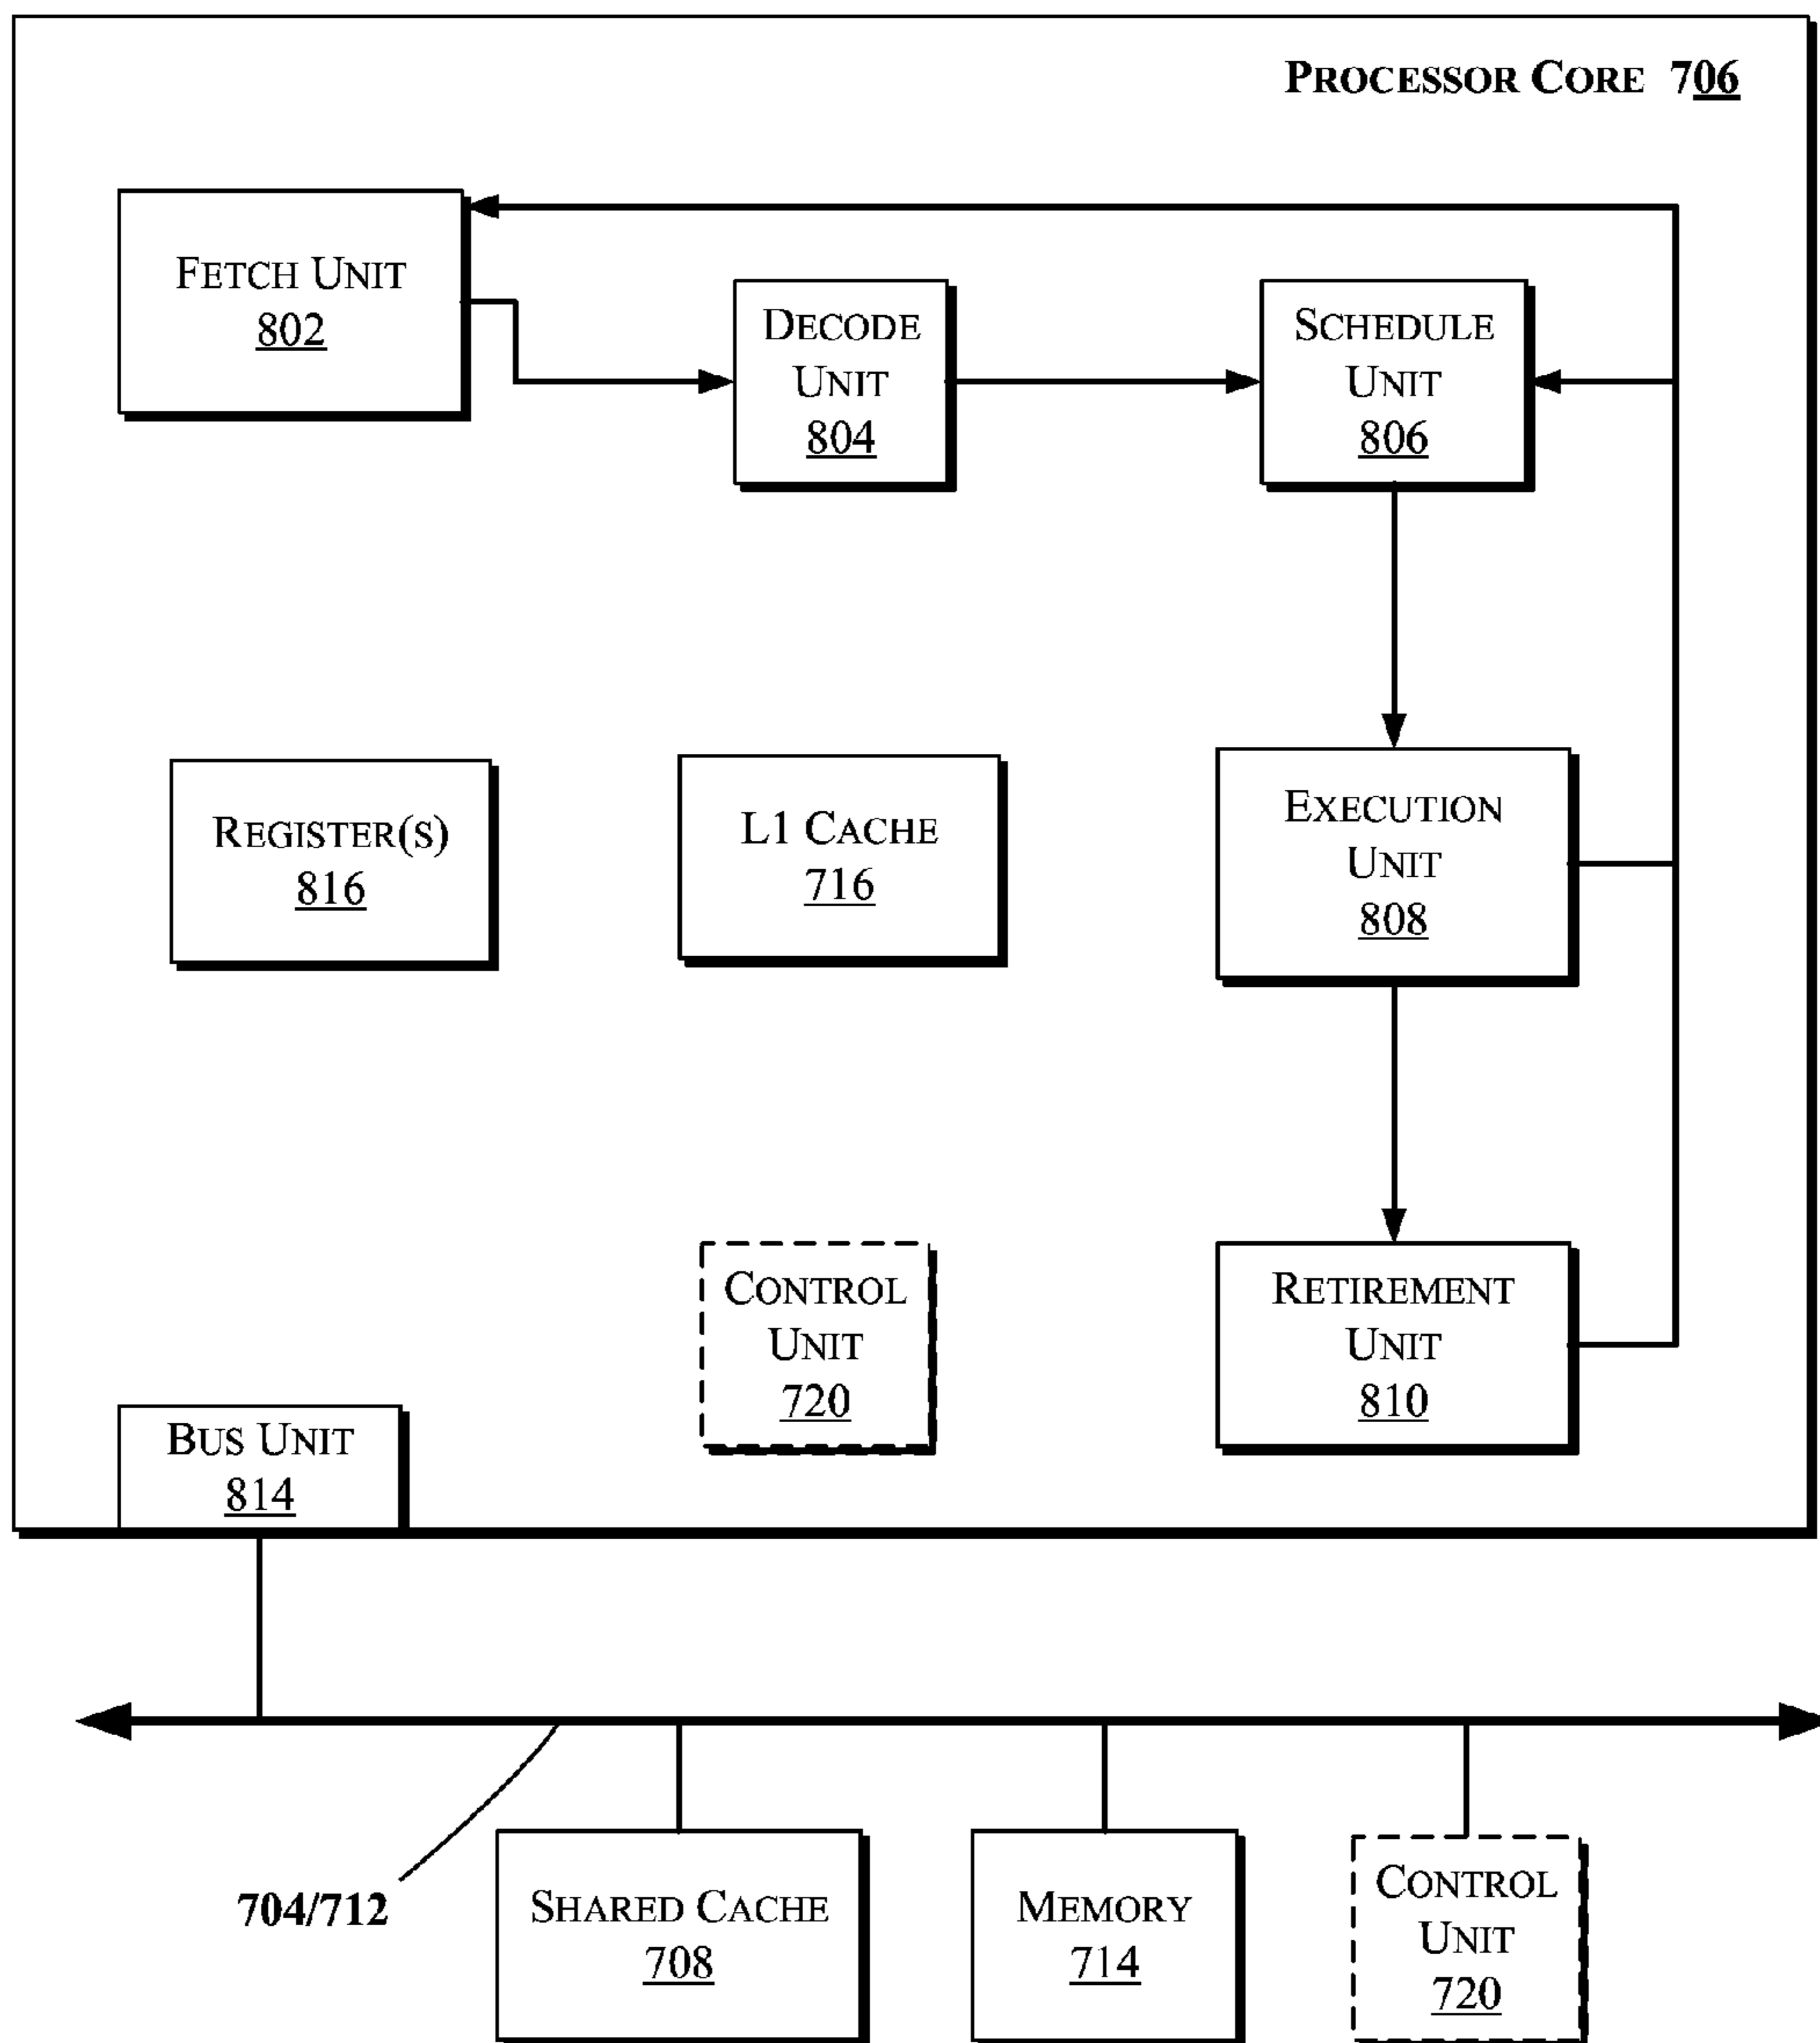 PROCESSOR CORE 706
FETCH UNIT
802
DECODE
UNIT
804
SCHEDULE
UNIT
806
REGISTER(S)
816
L1 CACHE
716
EXECUTION
UNIT
808
CONTROL
UNIT
720
RETIREMENT
UNIT
810
BUS UNIT
814
704/712
SHARED CACHE
708
MEMORY
714
CONTROL
UNIT
720